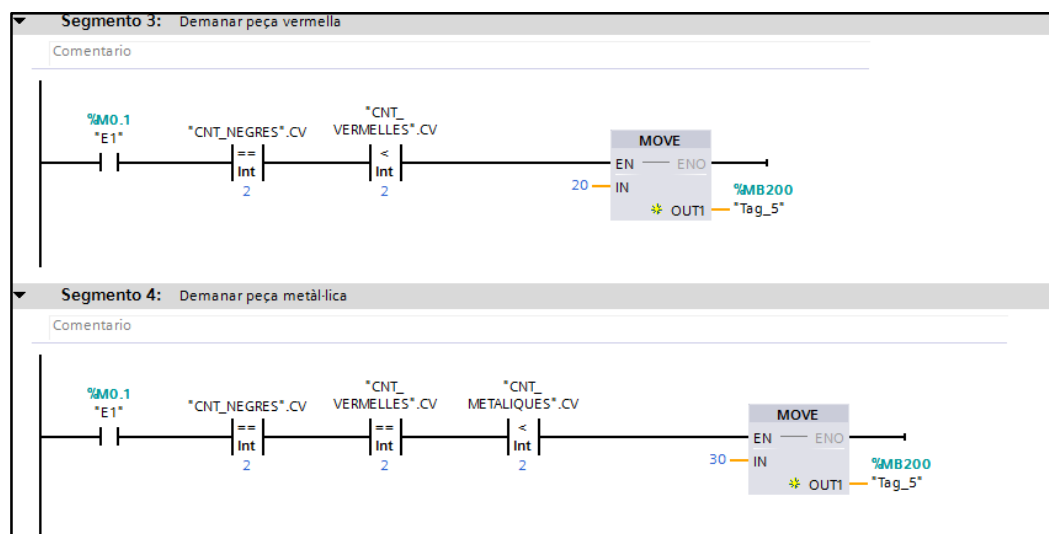 Segmento 3: Demanar peça vermella
Comentario
%M0.1
"E1"
"CNT_NEGRES".CV
==
Int
2
"CNT_
VERMELLES".CV
<
Int
2
MOVE
EN ENO
20 IN
OUT1
%MB200
"Tag_5"
Segmento 4: Demanar peça metàl·lica
Comentario
%M0.1
"E1"
"CNT_NEGRES".CV
==
Int
2
"CNT_
VERMELLES".CV
==
Int
2
"CNT_
METALIQUES".CV
<
Int
2
MOVE
EN ENO
30 IN
OUT1
%MB200
"Tag_5"